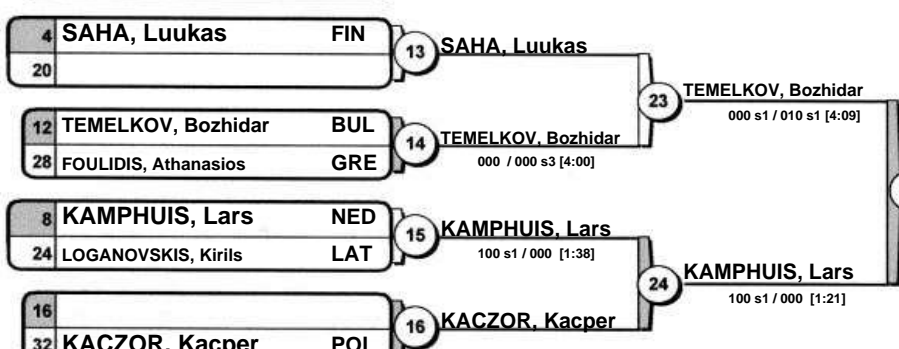 4 SAHA, Luukas FIN
20
13 SAHA, Luukas
12 TEMELKOV, Bozhidar BUL
28 FOULIDIS, Athanasios GRE
14 TEMELKOV, Bozhidar
000 / 000 s3 [4:00]
23 TEMELKOV, Bozhidar
000 s1 / 010 s1 [4:09]
8 KAMPHUIS, Lars NED
24 LOGANOVSKIS, Kirils LAT
15 KAMPHUIS, Lars
100 s1 / 000 [1:38]
16
32 KACZOR, Kacper POL
16 KACZOR, Kacper
24 KAMPHUIS, Lars
100 s1 / 000 [1:21]